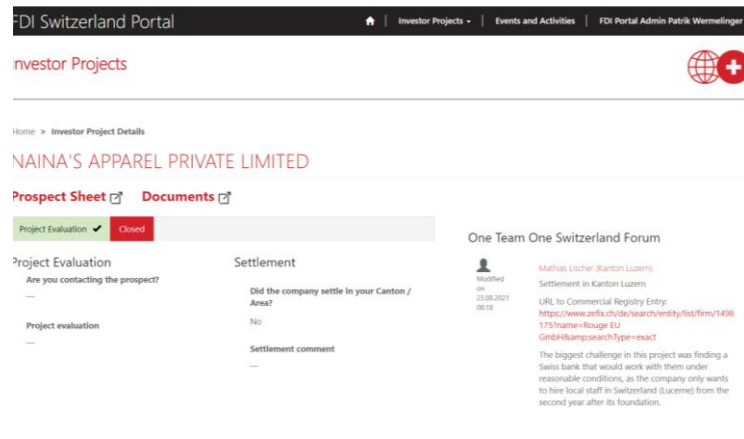 FDI Switzerland Portal
Investor Projects
Events and Activities
FDI Portal Admin Patrik Wermelinger
Investor Projects
Home > Investor Project Details
NAINA'S APPAREL PRIVATE LIMITED
Prospect Sheet
Documents
Project Evaluation ✔
Closed
Project Evaluation
Are you contacting the prospect?
—
Project evaluation
—
Settlement
Did the company settle in your Canton /
Area?
No
Settlement comment
—
One Team One Switzerland Forum
Modified
on
23.08.2021
08:18
Mathias Lischer (Kanton Luzern)
Settlement in Kanton Luzern
URL to Commercial Registry Entry:
https://www.zefix.ch/de/search/entity/list/firm/1498
175?name=Rouge EU
GmbH&amp;searchType=exact
The biggest challenge in this project was finding a
Swiss bank that would work with them under
reasonable conditions, as the company only wants
to hire local staff in Switzerland (Lucerne) from the
second year after its foundation.